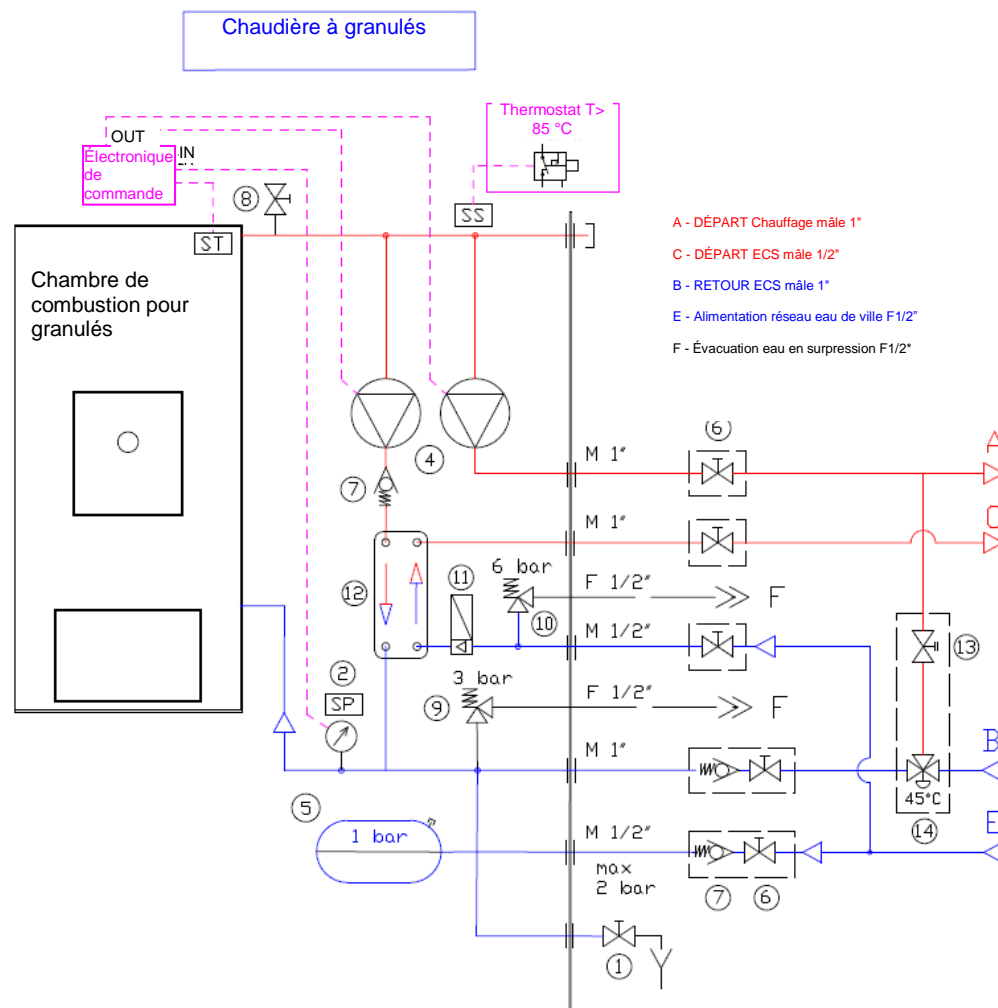 Chaudière à granulés
Thermostat T>
85 °C
OUT
IN
Électronique
de
commande
8
SS
ST
A - DÉPART Chauffage mâle 1"
C - DÉPART ECS mâle 1/2"
B - RETOUR ECS mâle 1"
E - Alimentation réseau eau de ville F1/2"
F - Évacuation eau en surpression F1/2"
Chambre de
combustion pour
granulés
4
7
M 1"
6
A
M 1"
C
6 bar
11
F 1/2"
F
12
10
M 1/2"
13
2
SP
3 bar
9
F 1/2"
F
M 1"
B
45°C
14
5
1 bar
M 1/2"
E
max
2 bar
7
6
1